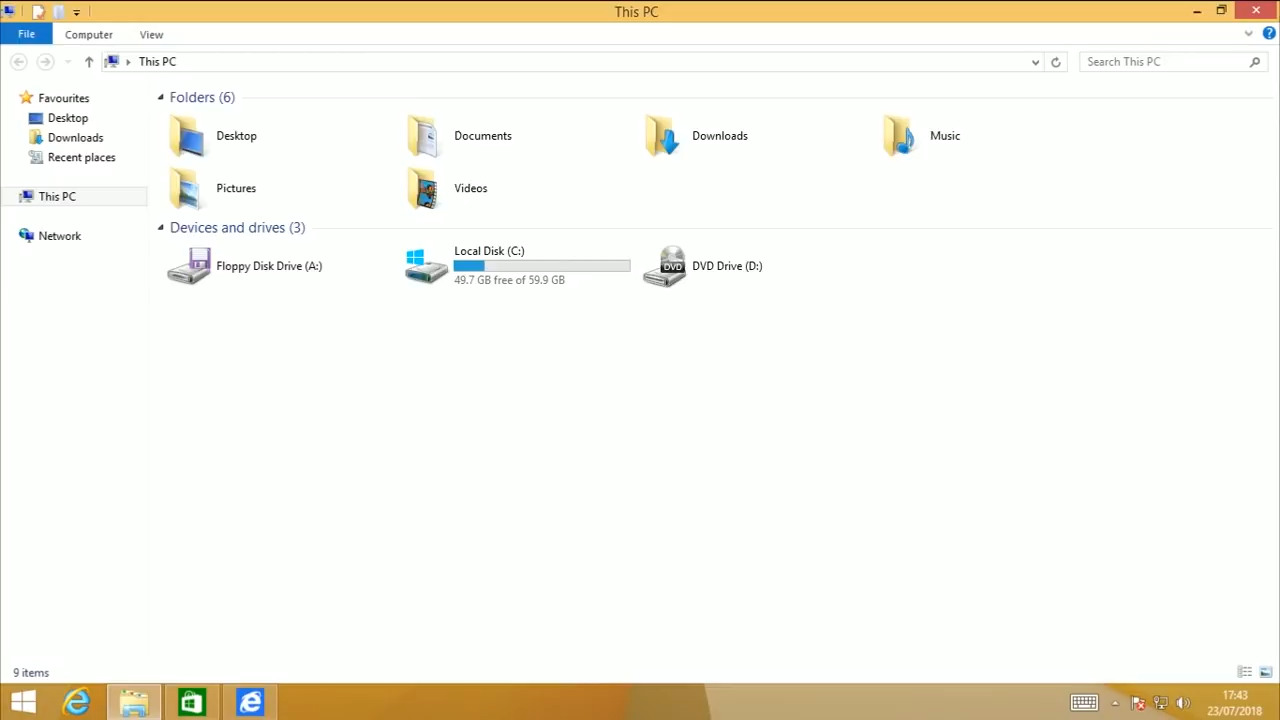 This PC
File
Computer
View
This PC
Search This PC
Favourites
Desktop
Downloads
Recent places
This PC
Network
Folders (6)
Desktop
Documents
Downloads
Music
Pictures
Videos
Devices and drives (3)
Floppy Disk Drive (A:)
Local Disk (C:)
49.7 GB free of 59.9 GB
DVD
DVD Drive (D:)
9 items
17:43
23/07/2018